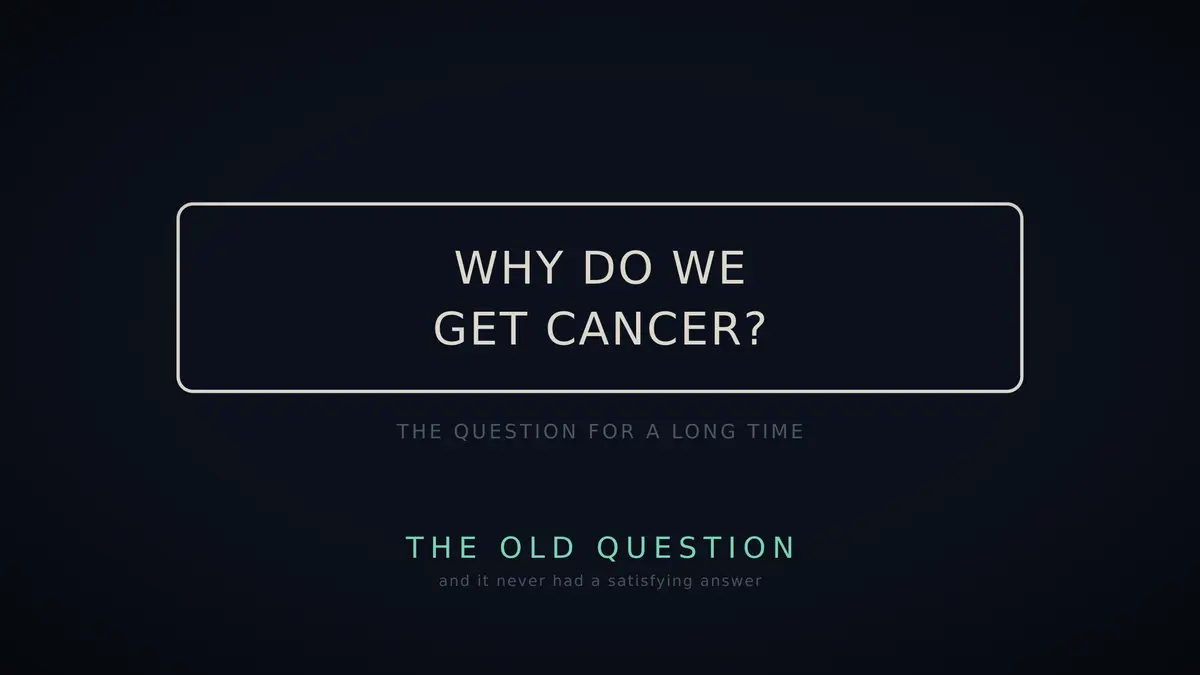 WHY DO WE
GET CANCER?
THE QUESTION FOR A LONG TIME
THE OLD QUESTION
and it never had a satisfying answer